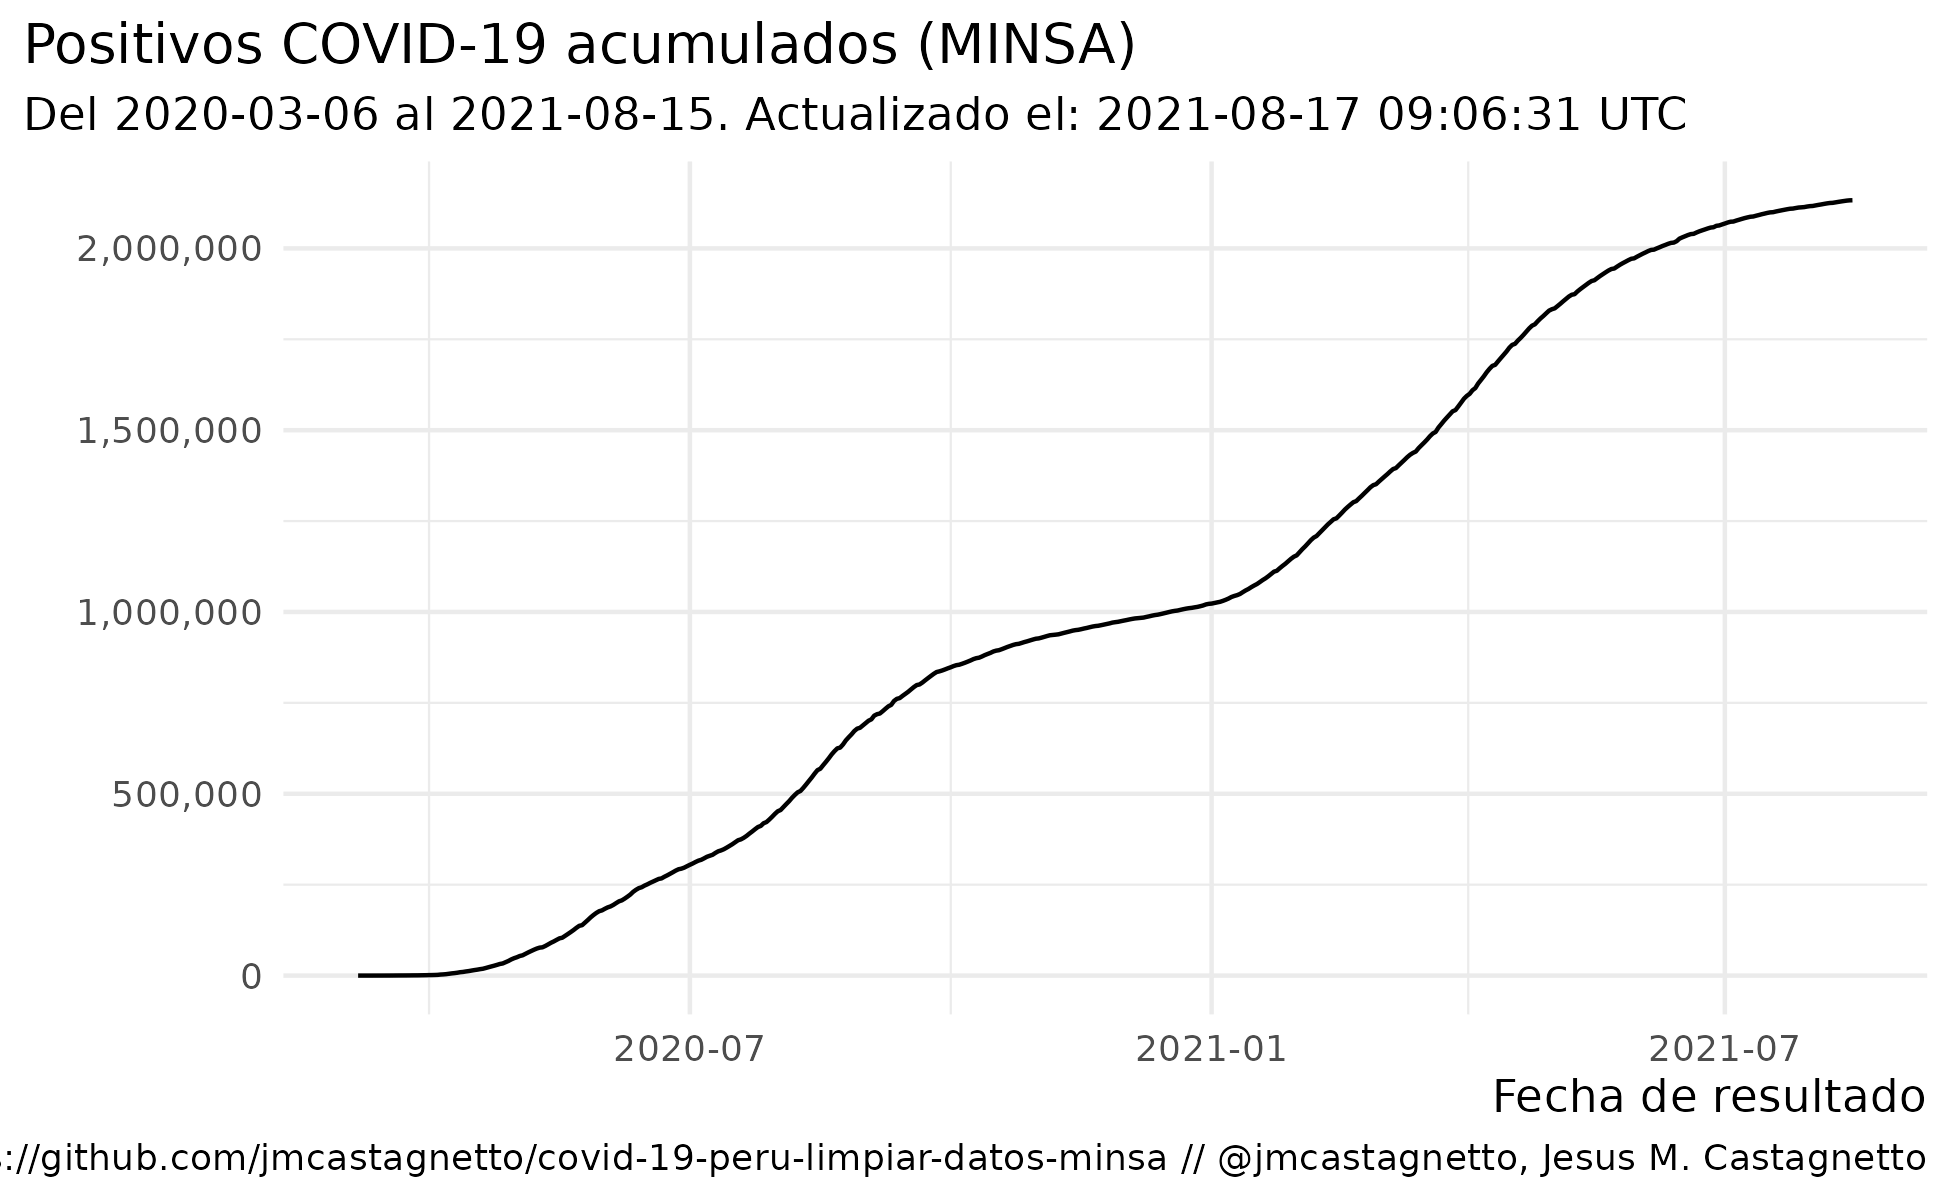 Positivos COVID-19 acumulados (MINSA)
Del 2020-03-06 al 2021-08-15. Actualizado el: 2021-08-17 09:06:31 UTC
2,000,000
1,500,000
1,000,000
500,000
0
2020-07 2021-01 2021-07
Fecha de resultado
://github.com/jmcastagnetto/covid-19-peru-limpiar-datos-minsa // @jmcastagnetto, Jesus M. Castagnetto